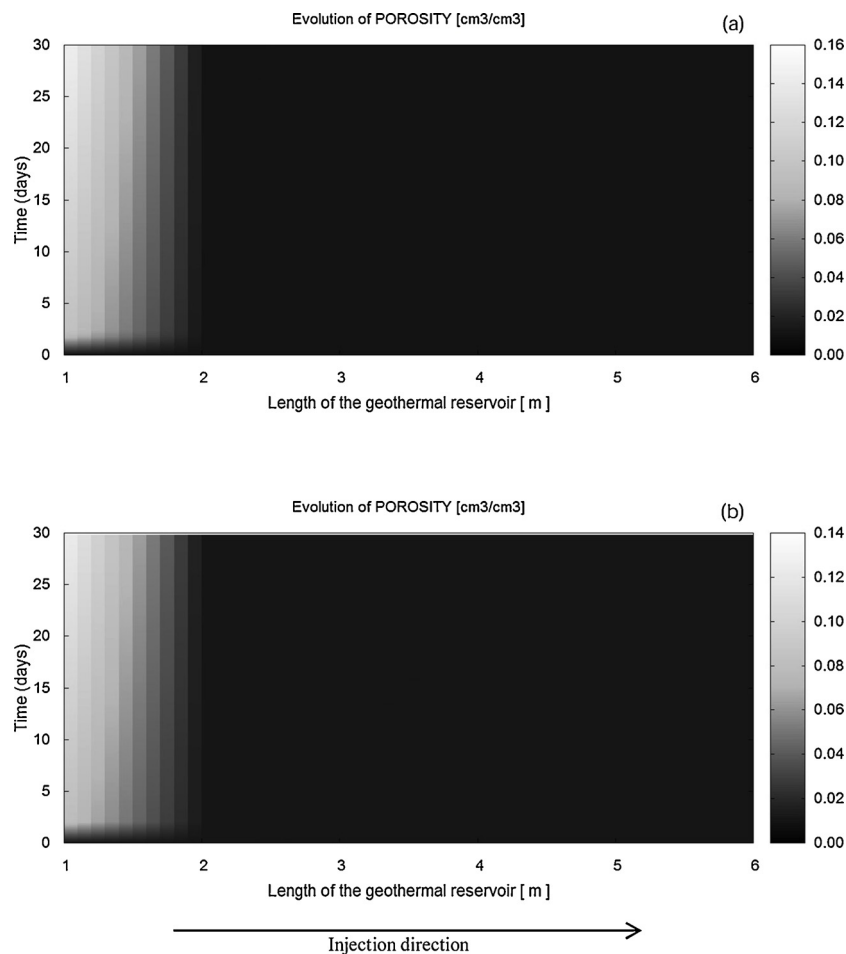 Evolution of POROSITY [cm3/cm3]
(a)
30
25
20
15
10
5
0
Time (days)
1 2 3 4 5 6
Length of the geothermal reservoir [ m ]
0.16
0.14
0.12
0.10
0.08
0.06
0.04
0.02
0.00
Evolution of POROSITY [cm3/cm3]
(b)
30
25
20
15
10
5
0
Time (days)
1 2 3 4 5 6
Length of the geothermal reservoir [ m ]
0.14
0.12
0.10
0.08
0.06
0.04
0.02
0.00
Injection direction